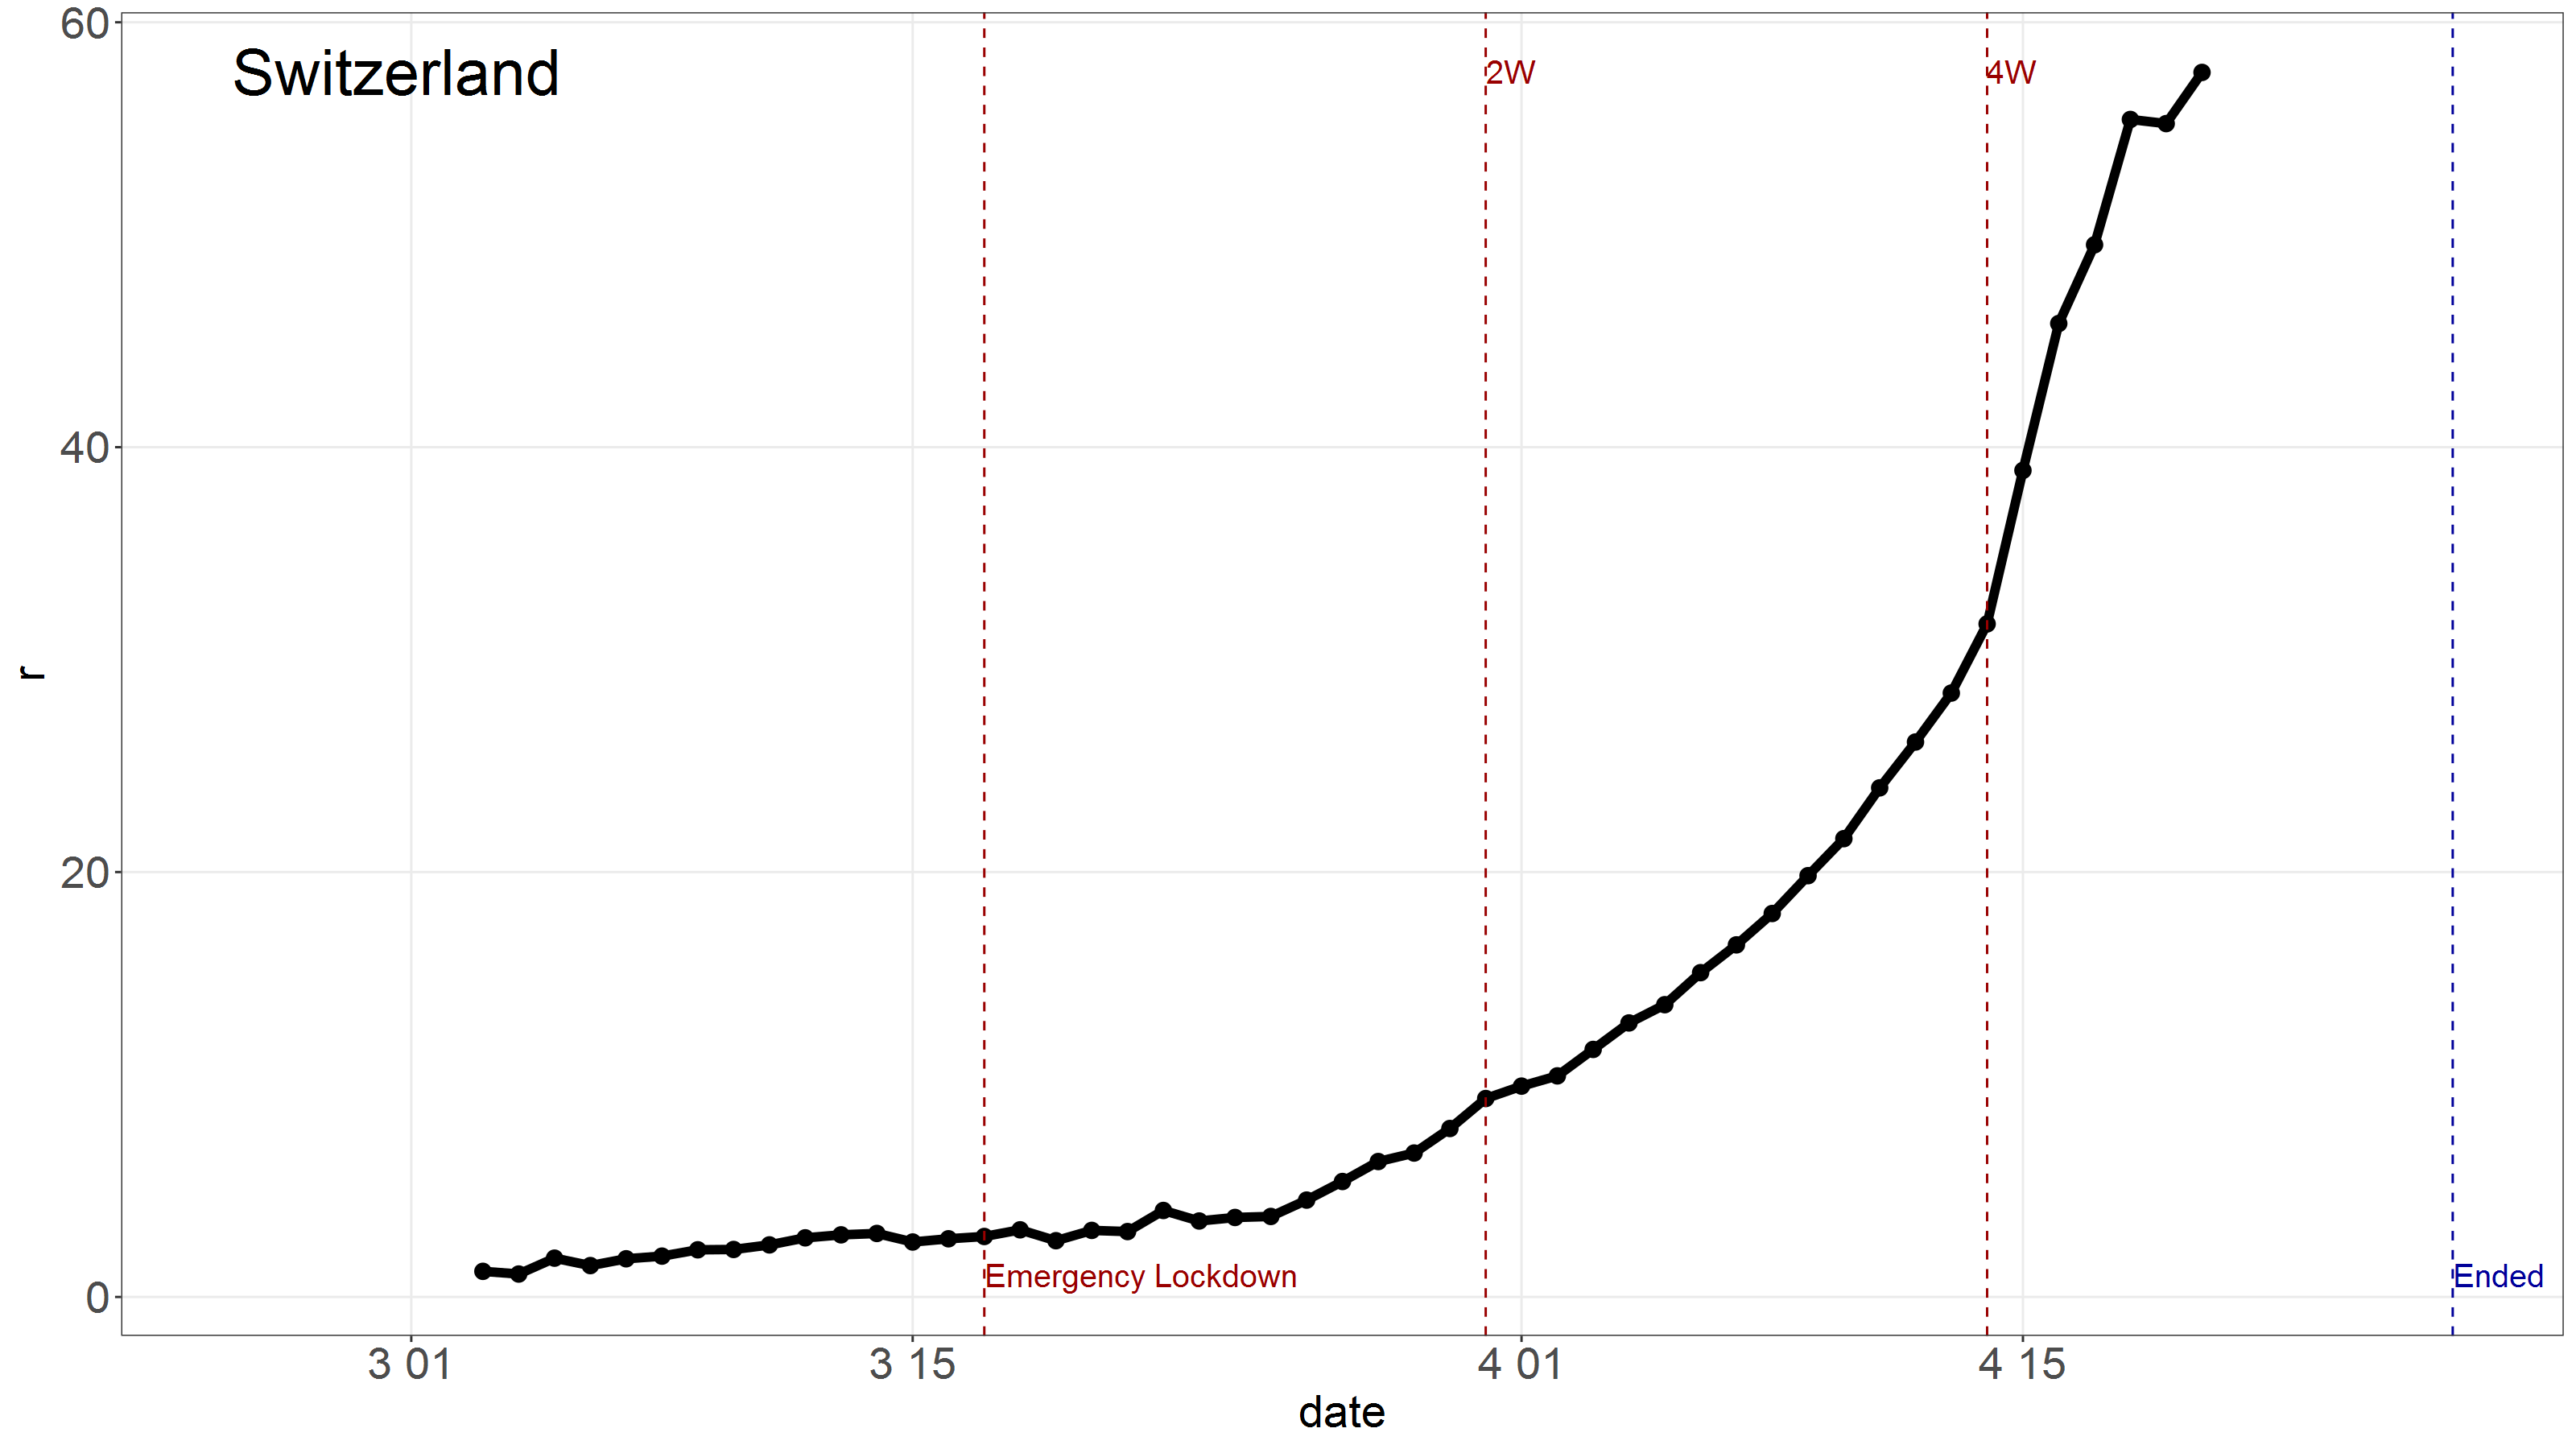 Switzerland
2W
4W
60
40
20
0
r
Emergency Lockdown
Ended
3 01
3 15
4 01
4 15
date